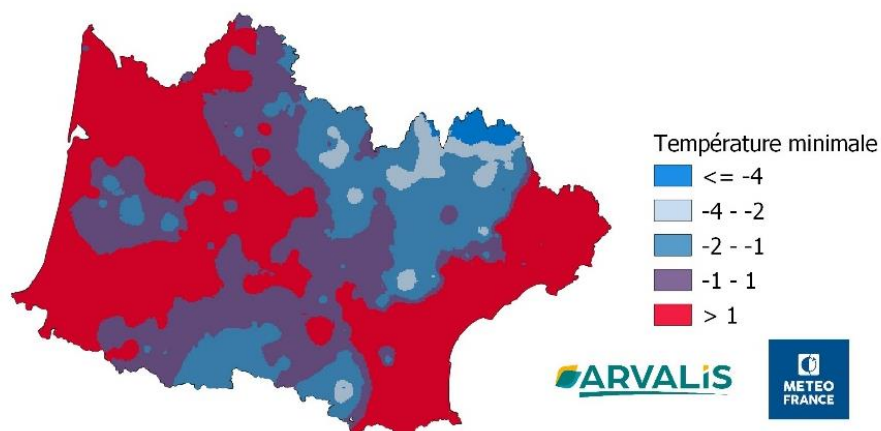 Température minimale
<= -4
-4 - -2
-2 - -1
-1 - 1
> 1
ARVALiS
METEO
FRANCE